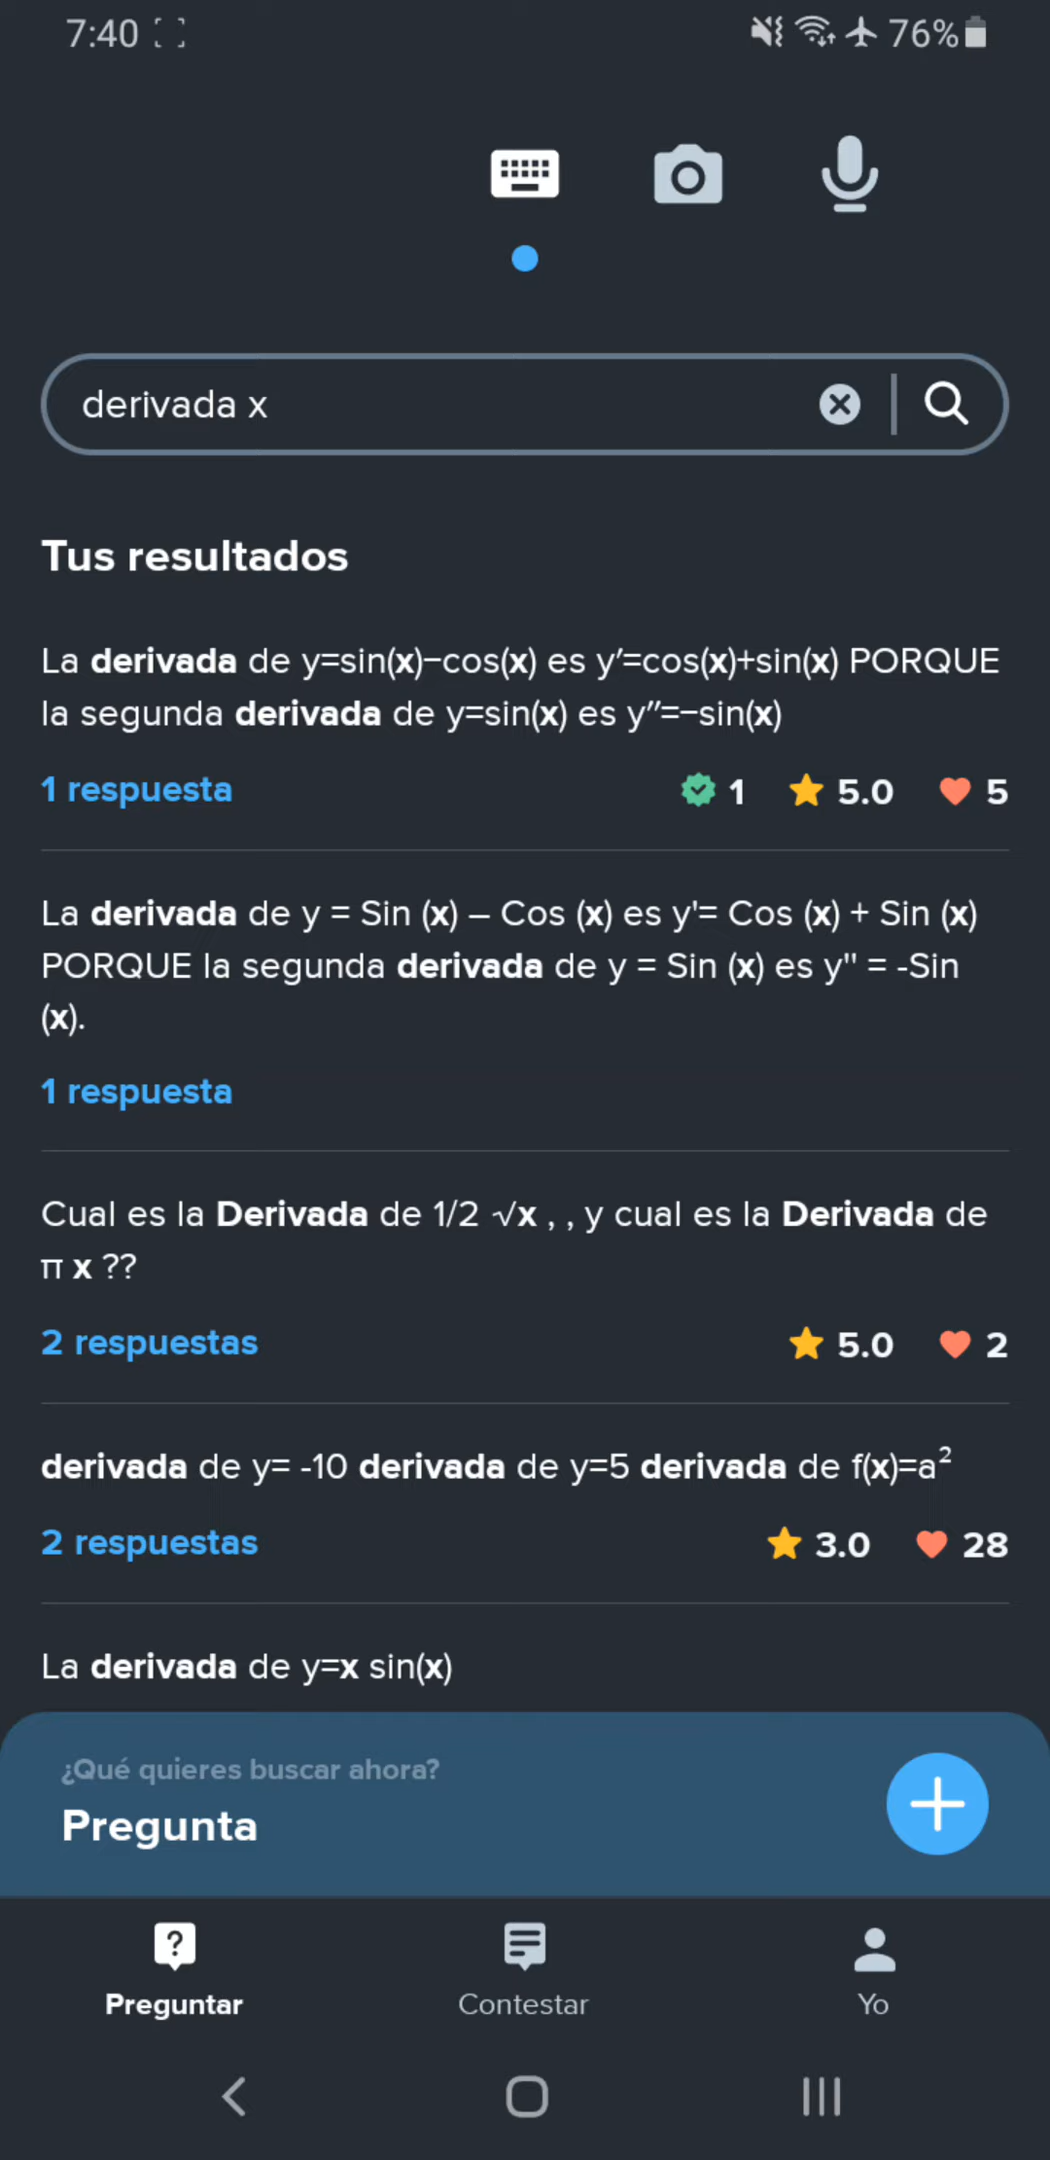 7:40 76%
derivada x
Tus resultados
La derivada de y=sin(x)−cos(x) es y′=cos(x)+sin(x) PORQUE
la segunda derivada de y=sin(x) es y′′=−sin(x)
1 respuesta 1 5.0 5
La derivada de y = Sin (x) – Cos (x) es y'= Cos (x) + Sin (x)
PORQUE la segunda derivada de y = Sin (x) es y'' = -Sin
(x).
1 respuesta
Cual es la Derivada de 1/2 √x , , y cual es la Derivada de
π x ??
2 respuestas 5.0 2
derivada de y= -10 derivada de y=5 derivada de f(x)=a²
2 respuestas 3.0 28
La derivada de y=x sin(x)
¿Qué quieres buscar ahora?
Pregunta
Preguntar Contestar Yo